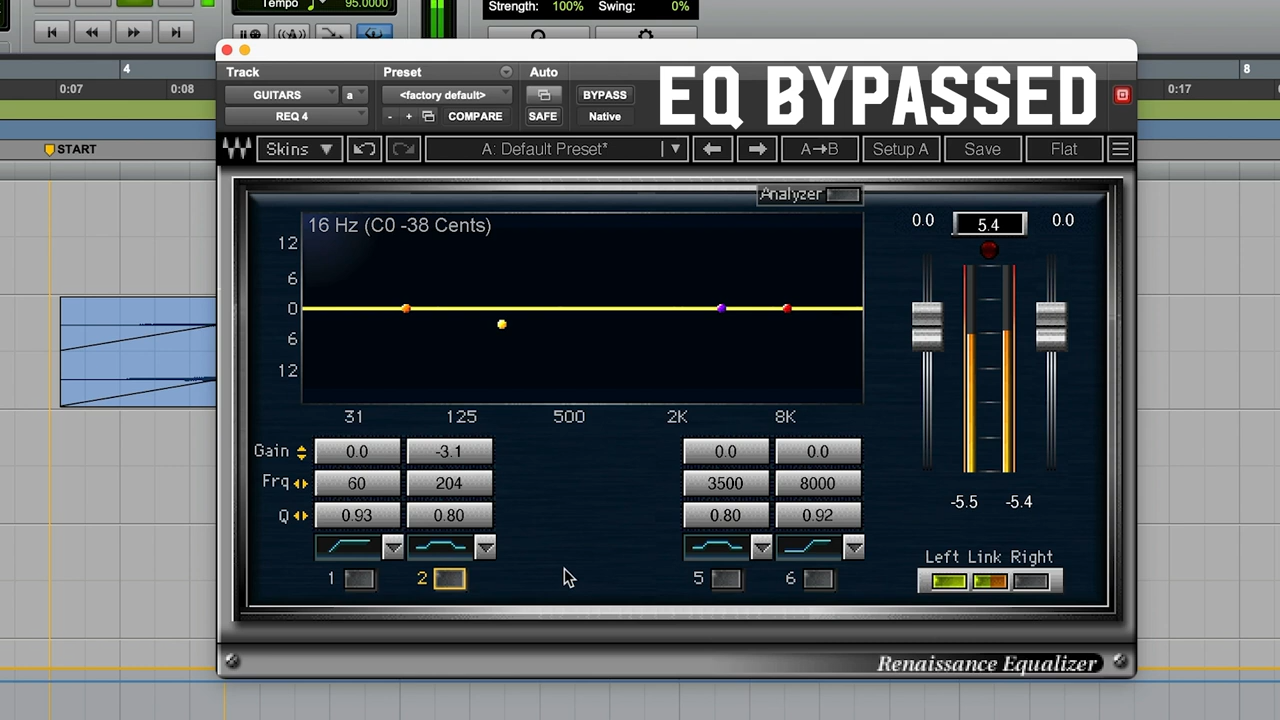 Tempo 95.0000
Strength: 100% Swing: 0%
4
8
0:07 0:08 0:17
START
Track Preset Auto
EQ BYPASSED
GUITARS a <factory default> BYPASS
REQ 4 - + COMPARE SAFE Native
Skins A: Default Preset* A→B Setup A Save Flat
Analyzer
16 Hz (C0 -38 Cents)
12
6
0
6
12
31 125 500 2K 8K
0.0 5.4 0.0
-5.5 -5.4
Gain 0.0 -3.1 0.0 0.0
Frq 60 204 3500 8000
Q 0.93 0.80 0.80 0.92
1 2 5 6
Left Link Right
Renaissance Equalizer